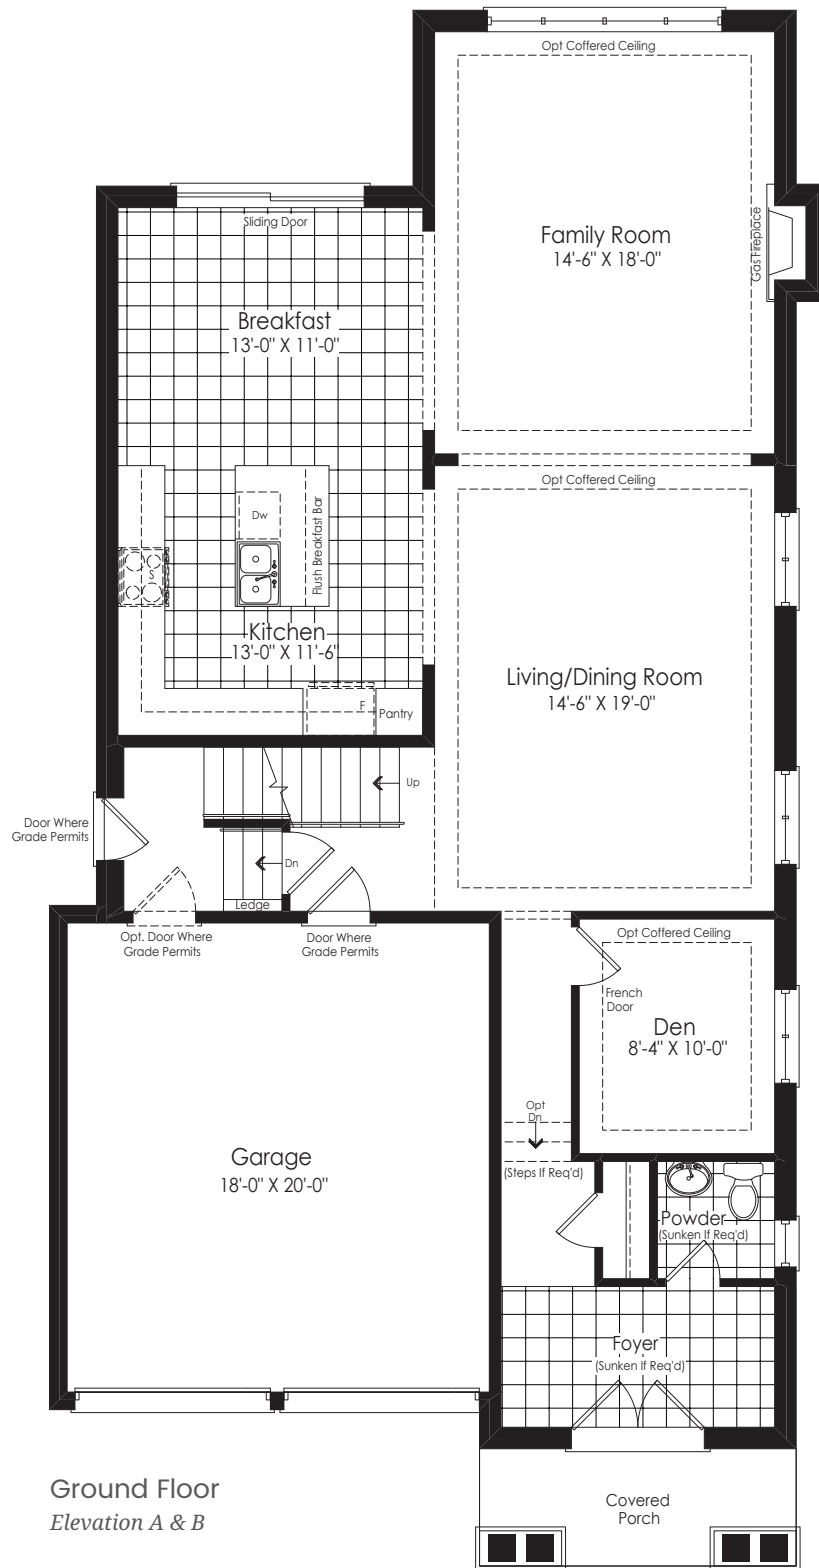 Opt Coffered Ceiling
Sliding Door
Family Room
14'-6" X 18'-0"
Gas Fireplace
Breakfast
13'-0" X 11'-0"
Opt Coffered Ceiling
Dw
Flush Breakfast Bar
S
Kitchen
13'-0" X 11'-6"
Living/Dining Room
14'-6" X 19'-0"
F
Pantry
Up
Door Where
Grade Permits
Dn
Ledge
Opt. Door Where
Grade Permits
Door Where
Grade Permits
Opt Coffered Ceiling
French
Door
Den
8'-4" X 10'-0"
Opt
Dn
(Steps If Req'd)
Garage
18'-0" X 20'-0"
Powder
(Sunken If Req'd)
Foyer
(Sunken If Req'd)
Ground Floor
Elevation A & B
Covered
Porch